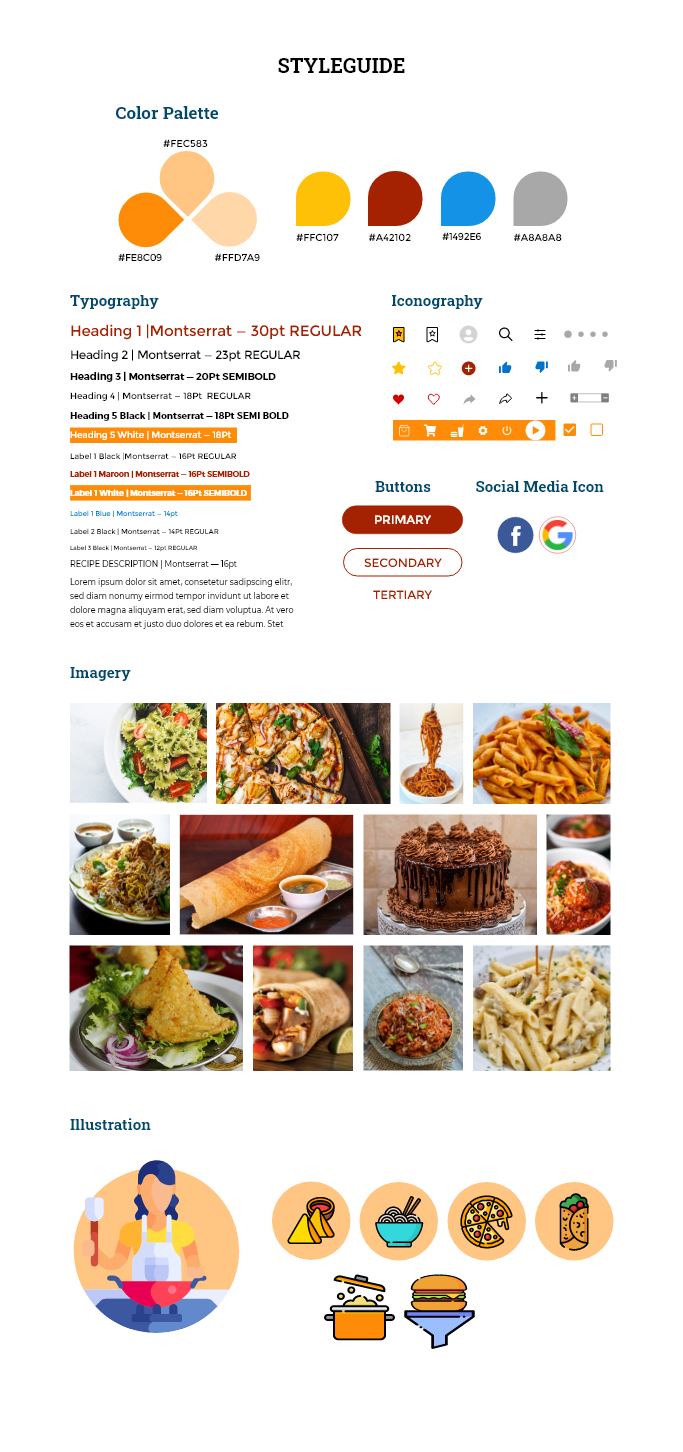 STYLEGUIDE
Color Palette
#FEC583
#FE8C09
#FFD7A9
#FFC107
#A42102
#1492E6
#A8A8A8
Typography
Heading 1 |Montserrat – 30pt REGULAR
Heading 2 | Montserrat – 23pt REGULAR
Heading 3 | Montserrat – 20Pt SEMIBOLD
Heading 4 | Montserrat – 18Pt REGULAR
Heading 5 Black | Montserrat – 18Pt SEMI BOLD
Heading 5 White | Montserrat – 18Pt
Label 1 Black |Montserrat – 16Pt REGULAR
Label 1 Maroon | Montserrat – 16Pt SEMIBOLD
Label 1 White | Montserrat – 16Pt SEMIBOLD
Label 1 Blue | Montserrat – 14pt
Label 2 Black | Montserrat – 14Pt REGULAR
Label 3 Black | Montserrat – 12pt REGULAR
RECIPE DESCRIPTION | Montserrat — 16pt
Lorem ipsum dolor sit amet, consetetur sadipscing elitr,
sed diam nonumy eirmod tempor invidunt ut labore et
dolore magna aliquyam erat, sed diam voluptua. At vero
eos et accusam et justo duo dolores et ea rebum. Stet
Iconography
Buttons
PRIMARY
SECONDARY
TERTIARY
Social Media Icon
f
G
Imagery
Illustration